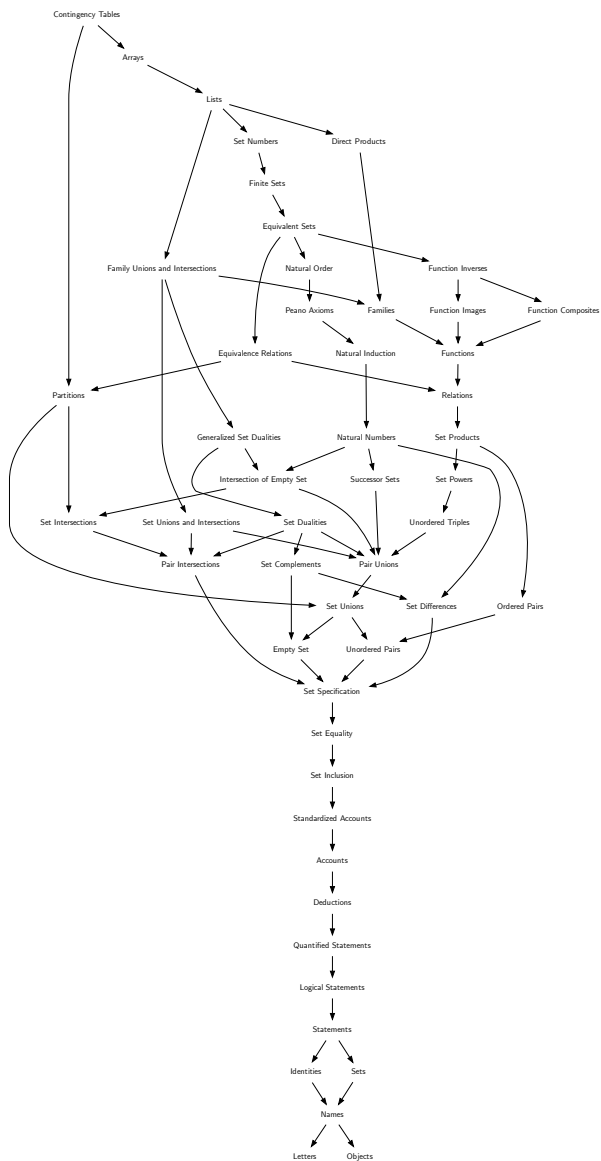 Contingency Tables
Arrays
Lists
Set Numbers
Direct Products
Finite Sets
Equivalent Sets
Family Unions and Intersections
Natural Order
Function Inverses
Peano Axioms
Families
Function Images
Function Composites
Equivalence Relations
Natural Induction
Functions
Partitions
Relations
Generalized Set Dualities
Natural Numbers
Set Products
Intersection of Empty Set
Successor Sets
Set Powers
Set Intersections
Set Unions and Intersections
Set Dualities
Unordered Triples
Pair Intersections
Set Complements
Pair Unions
Set Unions
Set Differences
Ordered Pairs
Empty Set
Unordered Pairs
Set Specification
Set Equality
Set Inclusion
Standardized Accounts
Accounts
Deductions
Quantified Statements
Logical Statements
Statements
Identities
Sets
Names
Letters
Objects